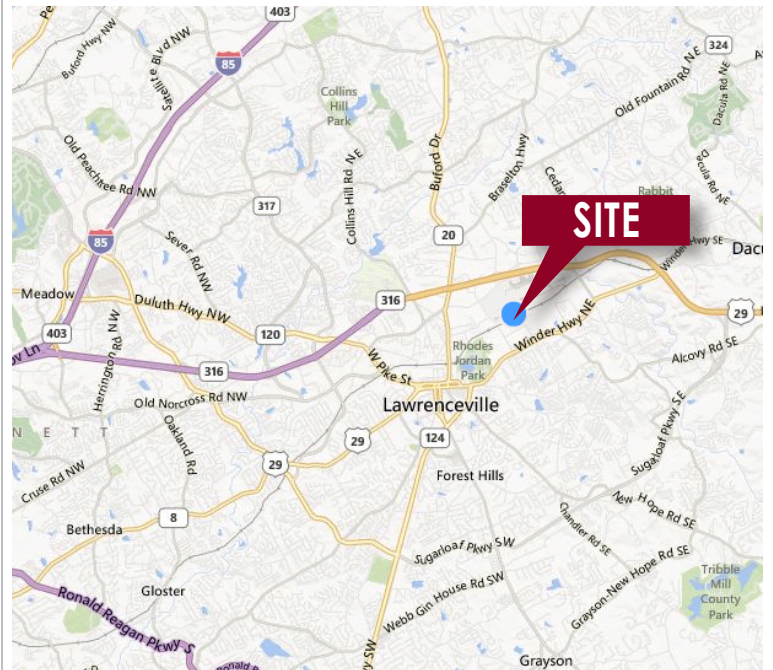 403
324
Buford Hwy NW
Satellite Blvd NW
85
Collins
Hill
Park
Old Fountain Rd NE
Dacula Rd NE
Old Peachtree Rd NW
Collins Hill Rd NE
Buford Dr
Braselton Hwy
Cedar
Dacula Rd NE
Rabbit
317
SITE
85
Sever Rd NW
20
Winder Hwy SE
Dacu
Meadow
Duluth Hwy NW
316
29
403
120
Rhodes
Jordan
Park
Winder Hwy NE
Herrington Rd NW
316
W Pike St
Alcovy Rd SE
Old Norcross Rd NW
Lawrenceville
N E T T
Oakland Rd
29
124
Sugarloaf Pkwy SE
29
Cruse Rd NW
Forest Hills
New Hope Rd SE
8
Chandler Rd SE
Bethesda
Sugarloaf Pkwy SW
Tribble
Mill
County
Park
Gloster
Webb Gin House Rd SW
Grayson-New Hope Rd SE
Ronald Reagan Pkwy S
Grayson